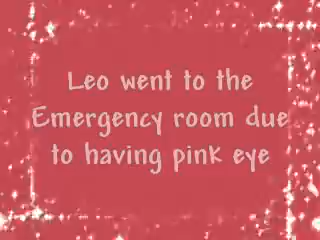 Leo went to the
Emergency room due
to having pink eye